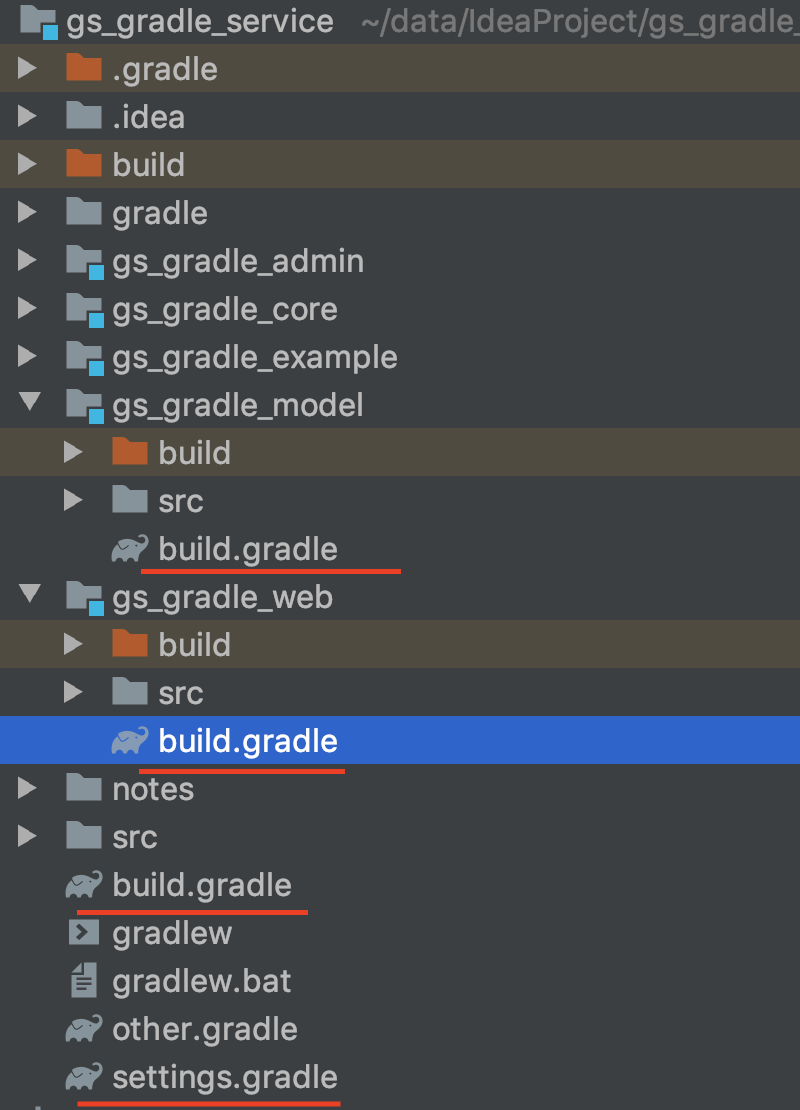 gs_gradle_service ~/data/IdeaProject/gs_gradle_
.gradle
.idea
build
gradle
gs_gradle_admin
gs_gradle_core
gs_gradle_example
gs_gradle_model
build
src
build.gradle
gs_gradle_web
build
src
build.gradle
notes
src
build.gradle
gradlew
gradlew.bat
other.gradle
settings.gradle